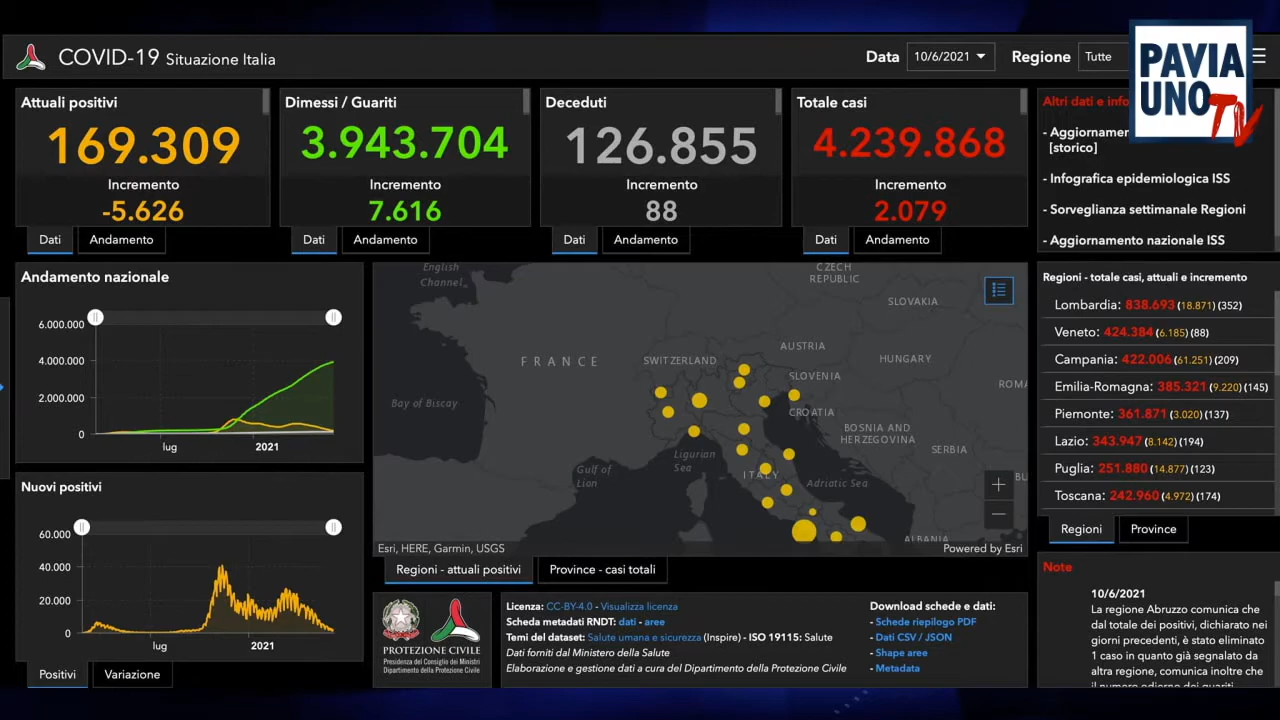 COVID-19 Situazione Italia
Data 10/6/2021
Regione Tutte
PAVIA
UNO TV
Attuali positivi
169.309
Incremento
-5.626
Dati Andamento
Dimessi / Guariti
3.943.704
Incremento
7.616
Dati Andamento
Deceduti
126.855
Incremento
88
Dati Andamento
Totale casi
4.239.868
Incremento
2.079
Dati Andamento
Altri dati e info
- Aggiornamen
[storico]
- Infografica epidemiologica ISS
- Sorveglianza settimanale Regioni
- Aggiornamento nazionale ISS
Andamento nazionale
6.000.000
4.000.000
2.000.000
0
lug 2021
Nuovi positivi
60.000
40.000
20.000
0
lug 2021
Positivi Variazione
English
Channel
CZECH
REPUBLIC
SLOVAKIA
AUSTRIA
FRANCE
SWITZERLAND
HUNGARY
SLOVENIA
ROMA
Bay of Biscay
CROATIA
BOSNIA AND
HERZEGOVINA
SERBIA
Ligurian
Sea
Gulf of
Lion
ITALY
Adriatic Sea
BU
ALBANIA
Esri, HERE, Garmin, USGS
Powered by Esri
Regioni - attuali positivi Province - casi totali
Regioni - totale casi, attuali e incremento
Lombardia: 838.693 (18.871) (352)
Veneto: 424.384 (6.185) (88)
Campania: 422.006 (61.251) (209)
Emilia-Romagna: 385.321 (9.220) (145)
Piemonte: 361.871 (3.020) (137)
Lazio: 343.947 (8.142) (194)
Puglia: 251.880 (14.877) (123)
Toscana: 242.960 (4.972) (174)
Regioni Province
PROTEZIONE CIVILE
Presidenza del Consiglio dei Ministri
Dipartimento della Protezione Civile
Licenza: CC-BY-4.0 - Visualizza licenza
Scheda metadati RNDT: dati - aree
Temi del dataset: Salute umana e sicurezza (Inspire) - ISO 19115: Salute
Dati forniti dal Ministero della Salute
Elaborazione e gestione dati a cura del Dipartimento della Protezione Civile
Download schede e dati:
- Schede riepilogo PDF
- Dati CSV / JSON
- Shape aree
- Metadata
Note
10/6/2021
La regione Abruzzo comunica che
dal totale dei positivi, dichiarato nei
giorni precedenti, è stato eliminato
1 caso in quanto già segnalato da
altra regione, comunica inoltre che
il numero odierno dei guariti